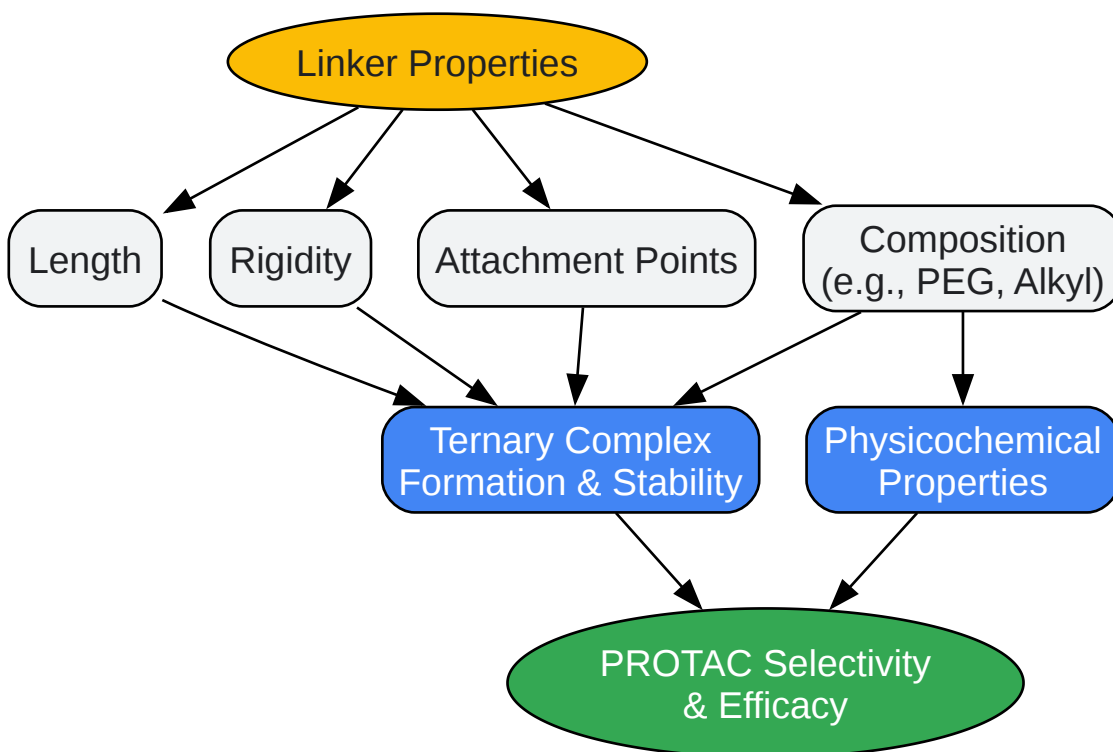 Linker Properties
Length
Rigidity
Attachment Points
Composition
(e.g., PEG, Alkyl)
Ternary Complex
Formation & Stability
Physicochemical
Properties
PROTAC Selectivity
& Efficacy